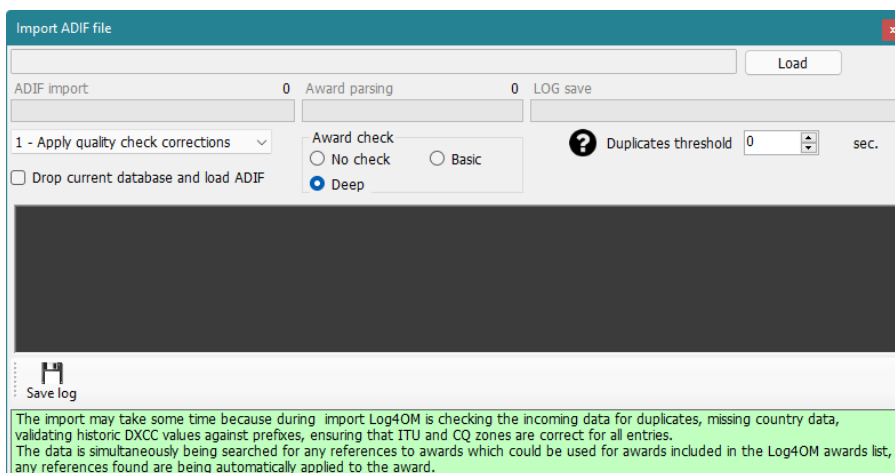 Import ADIF file
x
Load
ADIF import 0 Award parsing 0 LOG save
1 - Apply quality check corrections
Award check
No check Basic
Deep
? Duplicates threshold 0 sec.
Drop current database and load ADIF
Save log
The import may take some time because during import Log4OM is checking the incoming data for duplicates, missing country data,
validating historic DXCC values against prefixes, ensuring that ITU and CQ zones are correct for all entries.
The data is simultaneously being searched for any references to awards which could be used for awards included in the Log4OM awards list,
any references found are being automatically applied to the award.